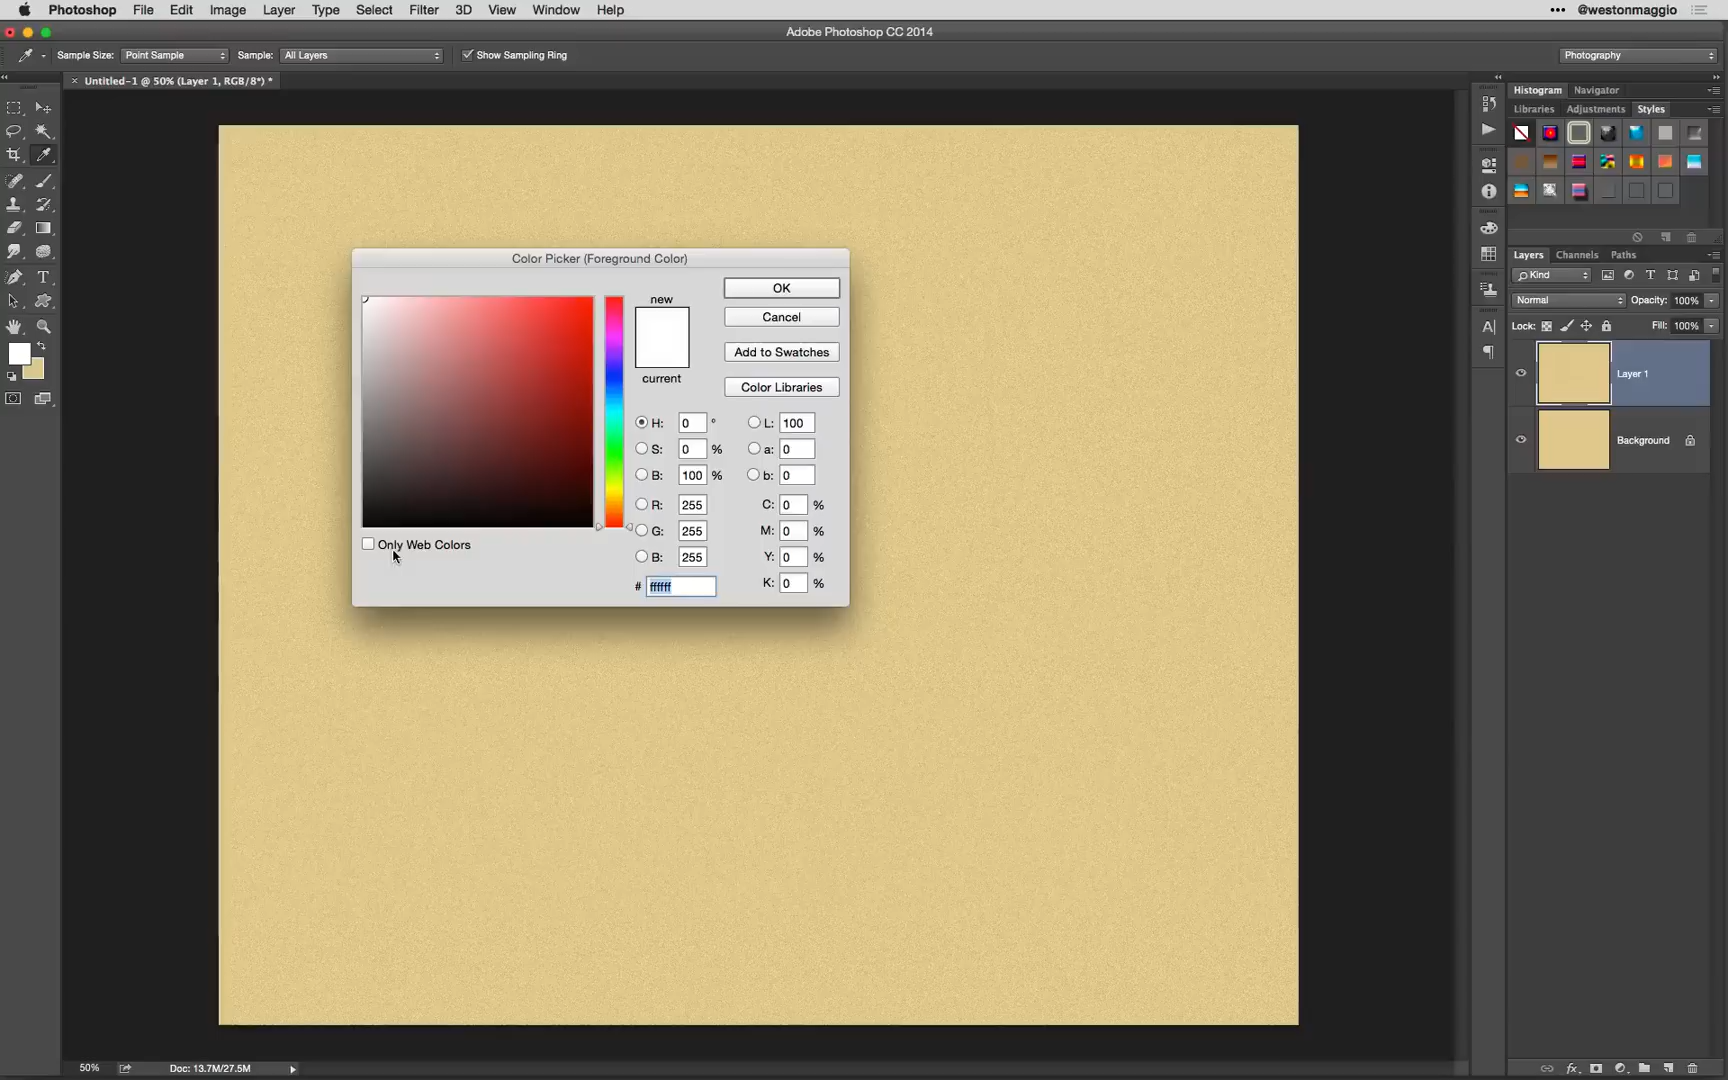 Photoshop File Edit Image Layer Type Select Filter 3D View Window Help @westonmaggio
Adobe Photoshop CC 2014
Sample Size: Point Sample Sample: All Layers Show Sampling Ring Photography
Untitled-1 @ 50% (Layer 1, RGB/8*) *
Histogram Navigator
Libraries Adjustments Styles
Color Picker (Foreground Color)
new
current
OK
Cancel
Add to Swatches
Color Libraries
H: 0 °
S: 0 %
B: 100 %
R: 255
G: 255
B: 255
# ffffff
L: 100
a: 0
b: 0
C: 0 %
M: 0 %
Y: 0 %
K: 0 %
Only Web Colors
Layers Channels Paths
Kind
Normal Opacity: 100%
Lock: Fill: 100%
Layer 1
Background
50% Doc: 13.7M/27.5M